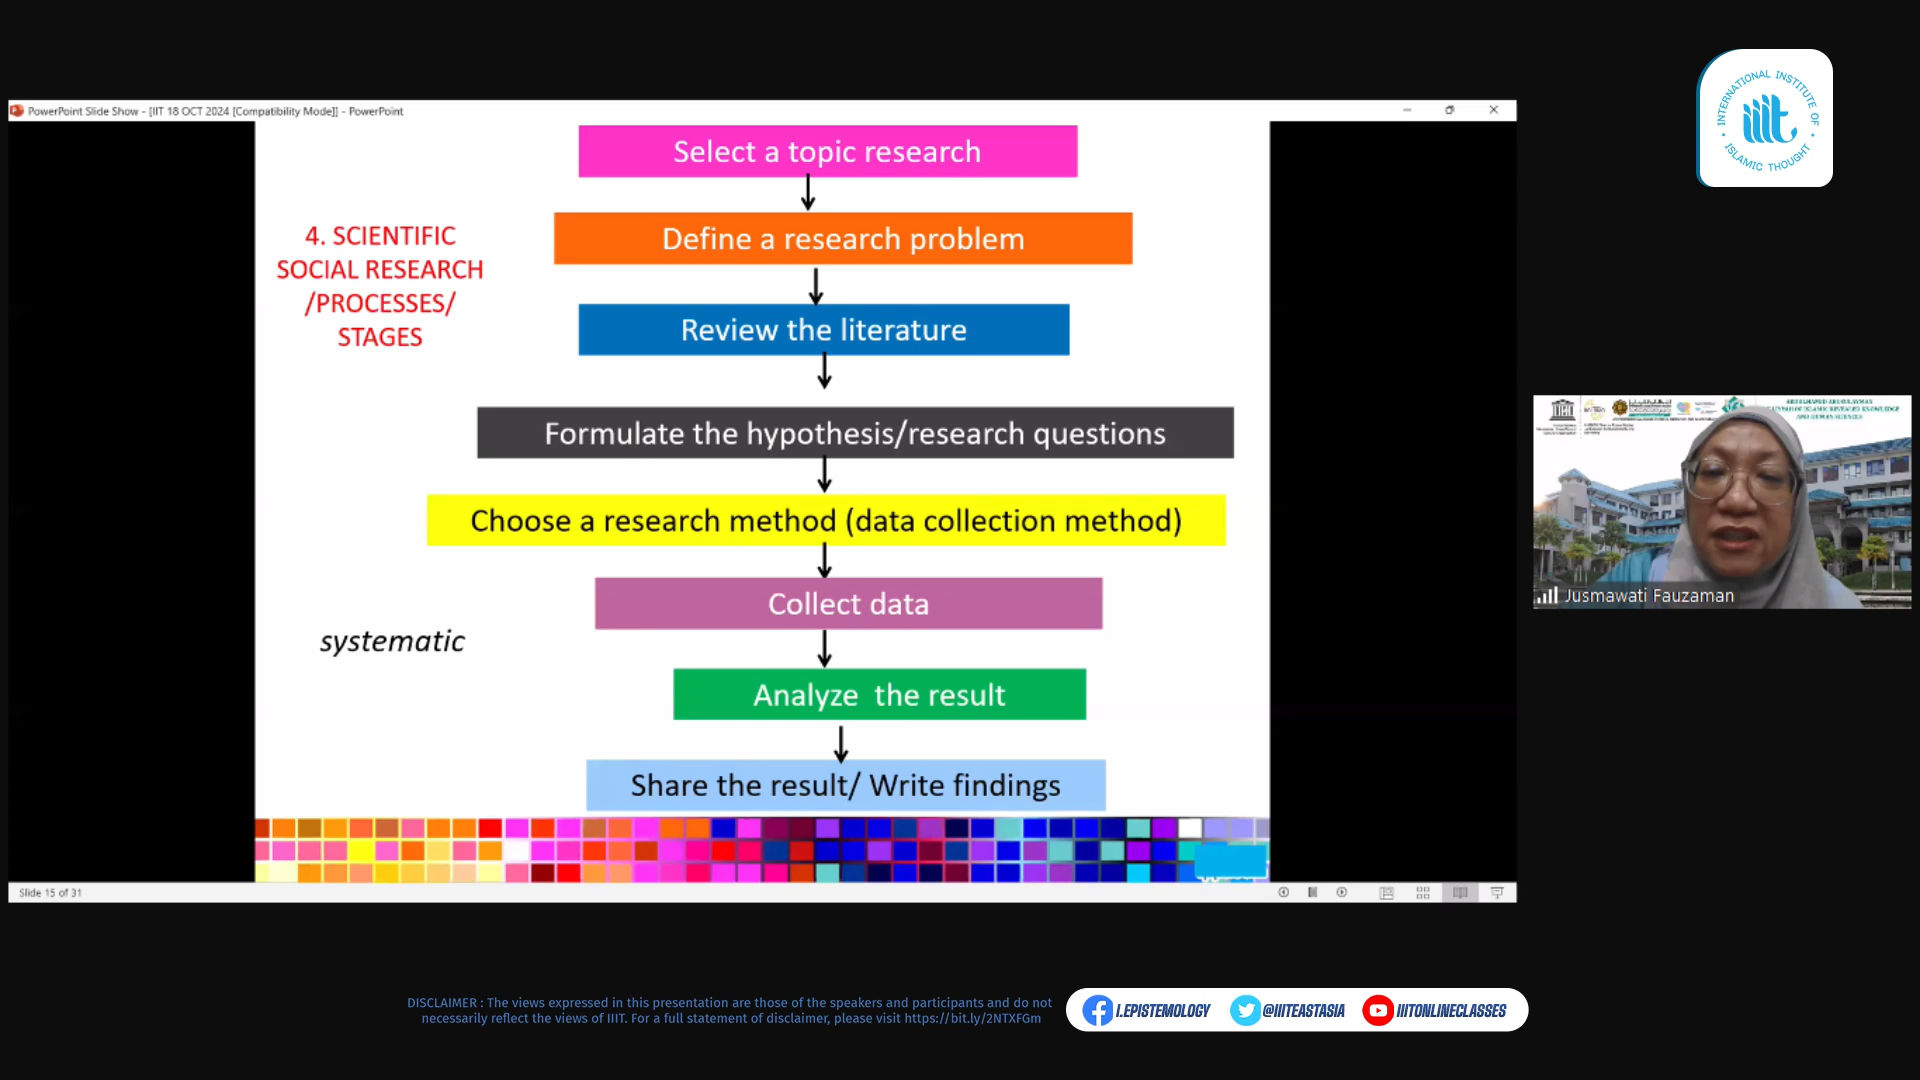 PowerPoint Slide Show - [IIT 18 OCT 2024 [Compatibility Mode]] - PowerPoint
Select a topic research
Define a research problem
4. SCIENTIFIC
SOCIAL RESEARCH
/PROCESSES/
STAGES
Review the literature
Formulate the hypothesis/research questions
Choose a research method (data collection method)
Collect data
systematic
Analyze the result
Share the result/ Write findings
Slide 15 of 31
INTERNATIONAL INSTITUTE OF
iiit
ISLAMIC THOUGHT
Jusmawati Fauzaman
DISCLAIMER : The views expressed in this presentation are those of the speakers and participants and do not
necessarily reflect the views of IIIT. For a full statement of disclaimer, please visit https://bit.ly/2NTXFGm
I.EPISTEMOLOGY
@IIITEASTASIA
IIITONLINECLASSES